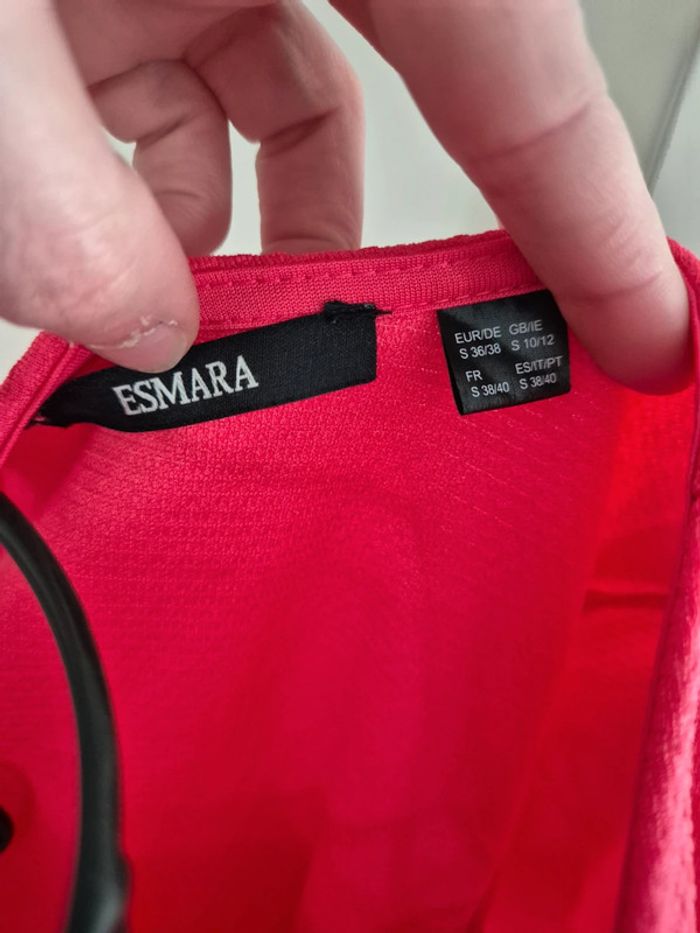 ESMARA
EUR/DE GB/IE
S 36/38 S 10/12
FR ES/IT/PT
S 38/40 S 38/40